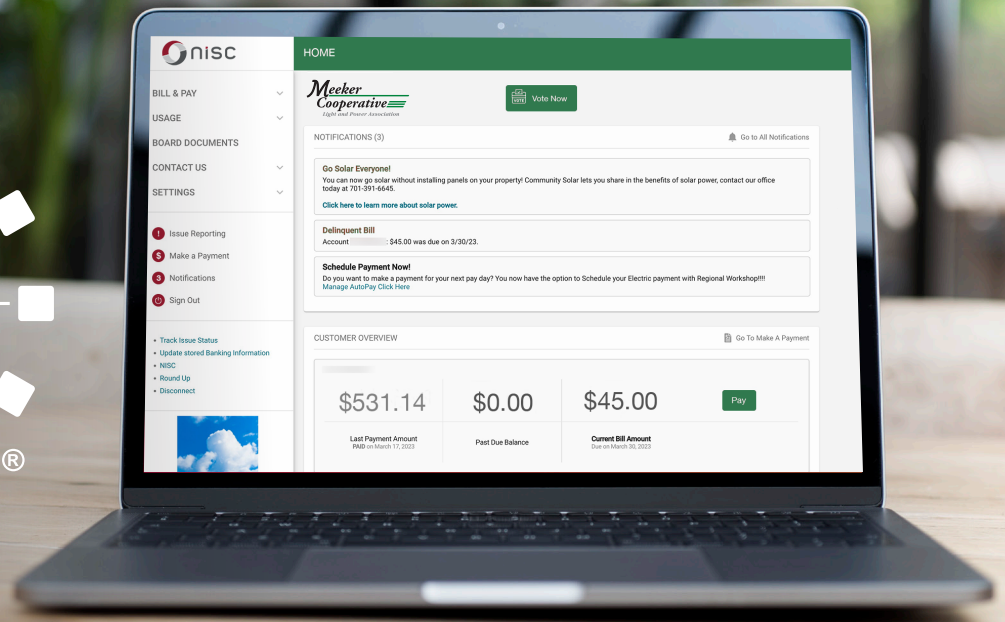 nisc
HOME
BILL & PAY
USAGE
BOARD DOCUMENTS
CONTACT US
SETTINGS
! Issue Reporting
$ Make a Payment
3 Notifications
Sign Out
• Track Issue Status
• Update stored Banking Information
• NISC
• Round Up
• Disconnect
Meeker
Cooperative
Light and Power Association
VOTE
Vote Now
NOTIFICATIONS (3)
Go to All Notifications
Go Solar Everyone!
You can now go solar without installing panels on your property! Community Solar lets you share in the benefits of solar power, contact our office
today at 701-391-6645.
Click here to learn more about solar power.
Delinquent Bill
Account : $45.00 was due on 3/30/23.
Schedule Payment Now!
Do you want to make a payment for your next pay day? You now have the option to Schedule your Electric payment with Regional Workshop!!!!
Manage AutoPay Click Here
CUSTOMER OVERVIEW
Go To Make A Payment
$531.14
$0.00
$45.00
Pay
Last Payment Amount
PAID on March 17, 2023
Past Due Balance
Current Bill Amount
Due on March 30, 2023
®